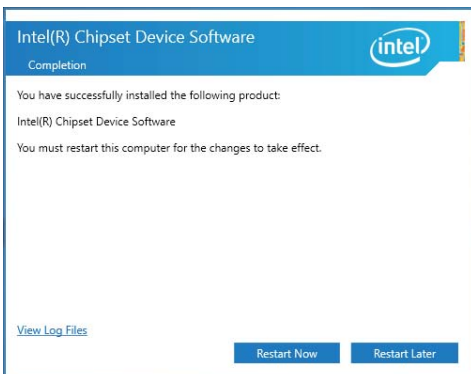 Intel(R) Chipset Device Software
intel
Completion
You have successfully installed the following product:
Intel(R) Chipset Device Software
You must restart this computer for the changes to take effect.
View Log Files
Restart Now
Restart Later